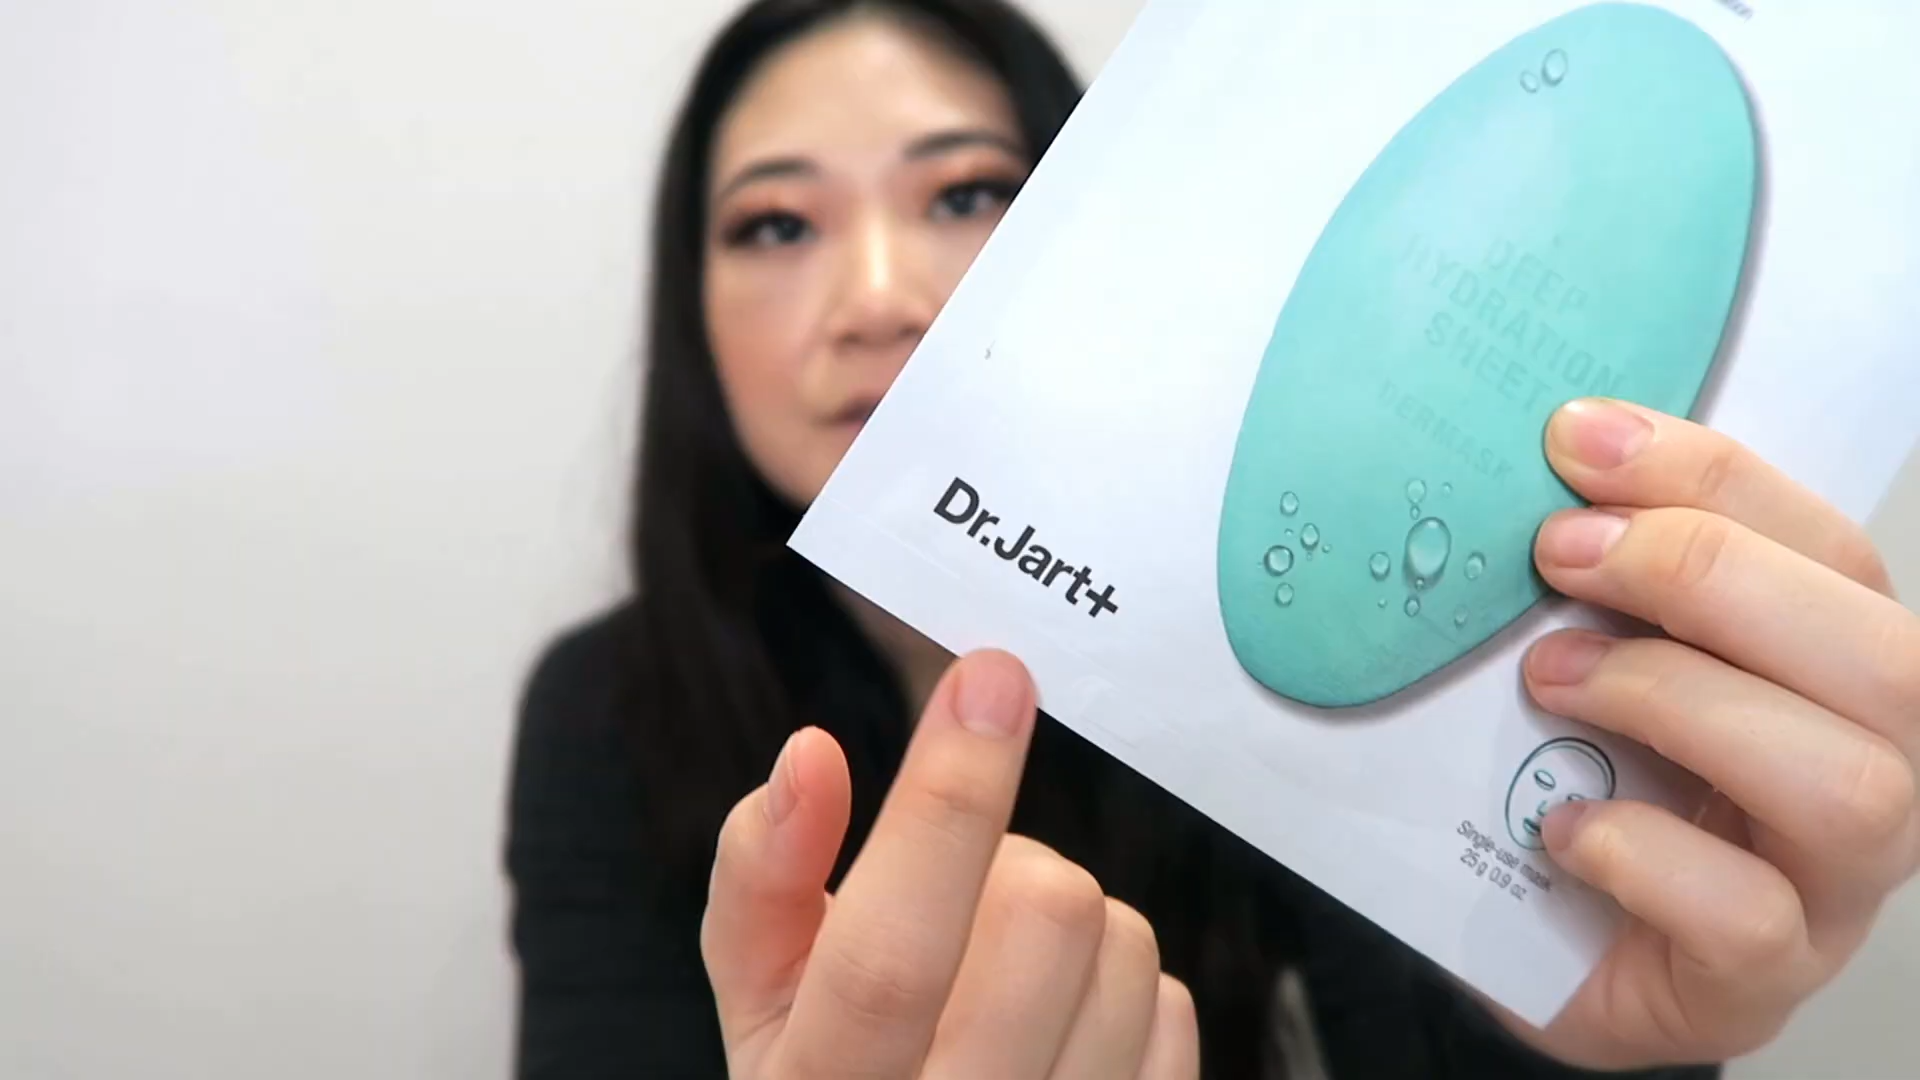 DEEP
HYDRATION
SHEET
DERMASK
Dr.Jart+
Single-use mask
25 g 0.9 oz